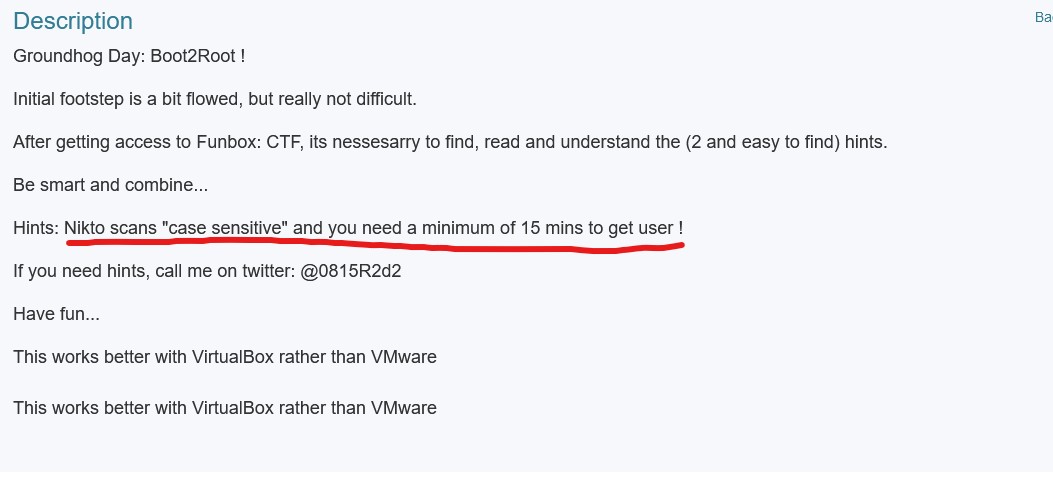 Description
Ba
Groundhog Day: Boot2Root !
Initial footstep is a bit flowed, but really not difficult.
After getting access to Funbox: CTF, its nessesarry to find, read and understand the (2 and easy to find) hints.
Be smart and combine...
Hints: Nikto scans "case sensitive" and you need a minimum of 15 mins to get user !
If you need hints, call me on twitter: @0815R2d2
Have fun...
This works better with VirtualBox rather than VMware
This works better with VirtualBox rather than VMware